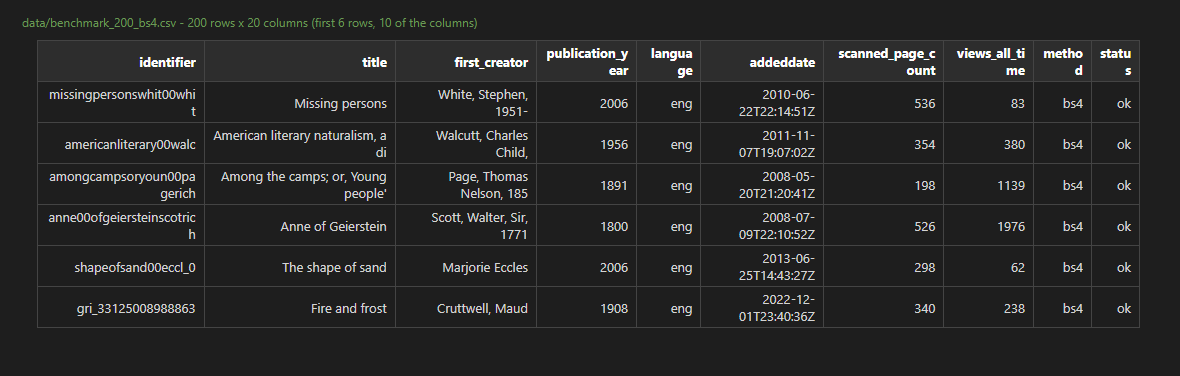 data/benchmark_200_bs4.csv - 200 rows x 20 columns (first 6 rows, 10 of the columns)
identifier title first_creator publication_y ear langua ge addeddate scanned_page_c ount views_all_ti me metho d statu s
missingpersonswhit00whi t Missing persons White, Stephen, 1951- 2006 eng 2010-06- 22T22:14:51Z 536 83 bs4 ok
americanliterary00walc American literary naturalism, a di Walcutt, Charles Child, 1956 eng 2011-11- 07T19:07:02Z 354 380 bs4 ok
amongcampsoryoun00pa gerich Among the camps; or, Young people' Page, Thomas Nelson, 185 1891 eng 2008-05- 20T21:20:41Z 198 1139 bs4 ok
anne00ofgeiersteinscotric h Anne of Geierstein Scott, Walter, Sir, 1771 1800 eng 2008-07- 09T22:10:52Z 526 1976 bs4 ok
shapeofsand00eccl_0 The shape of sand Marjorie Eccles 2006 eng 2013-06- 25T14:43:27Z 298 62 bs4 ok
gri_33125008988863 Fire and frost Cruttwell, Maud 1908 eng 2022-12- 01T23:40:36Z 340 238 bs4 ok